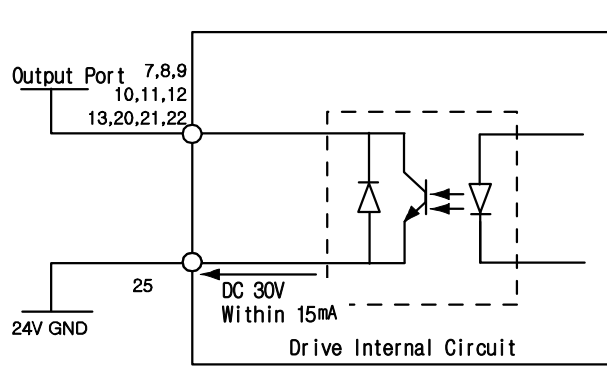 Output Port 7,8,9
10,11,12
13,20,21,22
25
DC 30V
Within 15mA
24V GND
Drive Internal Circuit